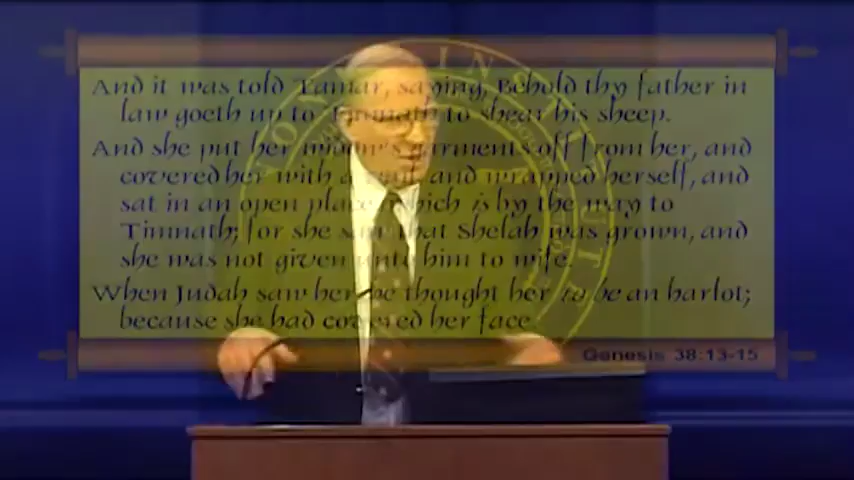 And it was told Tamar, saying, Behold thy father in
law goeth up to Timnath to shear his sheep.
And she put her widow's garments off from her, and
covered her with a vail, and wrapped herself, and
sat in an open place, which is by the way to
Timnath; for she saw that Shelah was grown, and
she was not given unto him to wife.
When Judah saw her, he thought her to be an harlot;
because she had covered her face.
Genesis 38:13-15